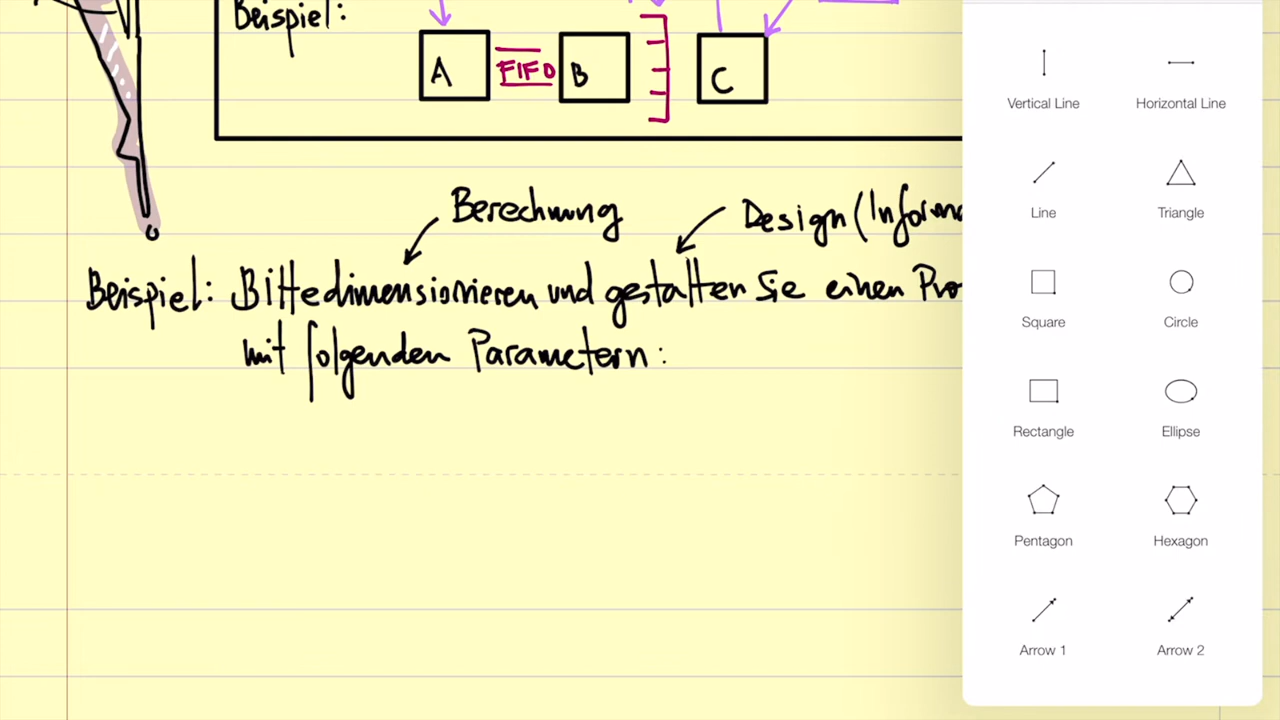 Beispiel:
A FIFO B C
Berechnung Design (Inform
Beispiel: Bitte dimensionieren und gestalten Sie einen Pro
mit folgenden Parametern:
Vertical Line Horizontal Line
Line Triangle
Square Circle
Rectangle Ellipse
Pentagon Hexagon
Arrow 1 Arrow 2